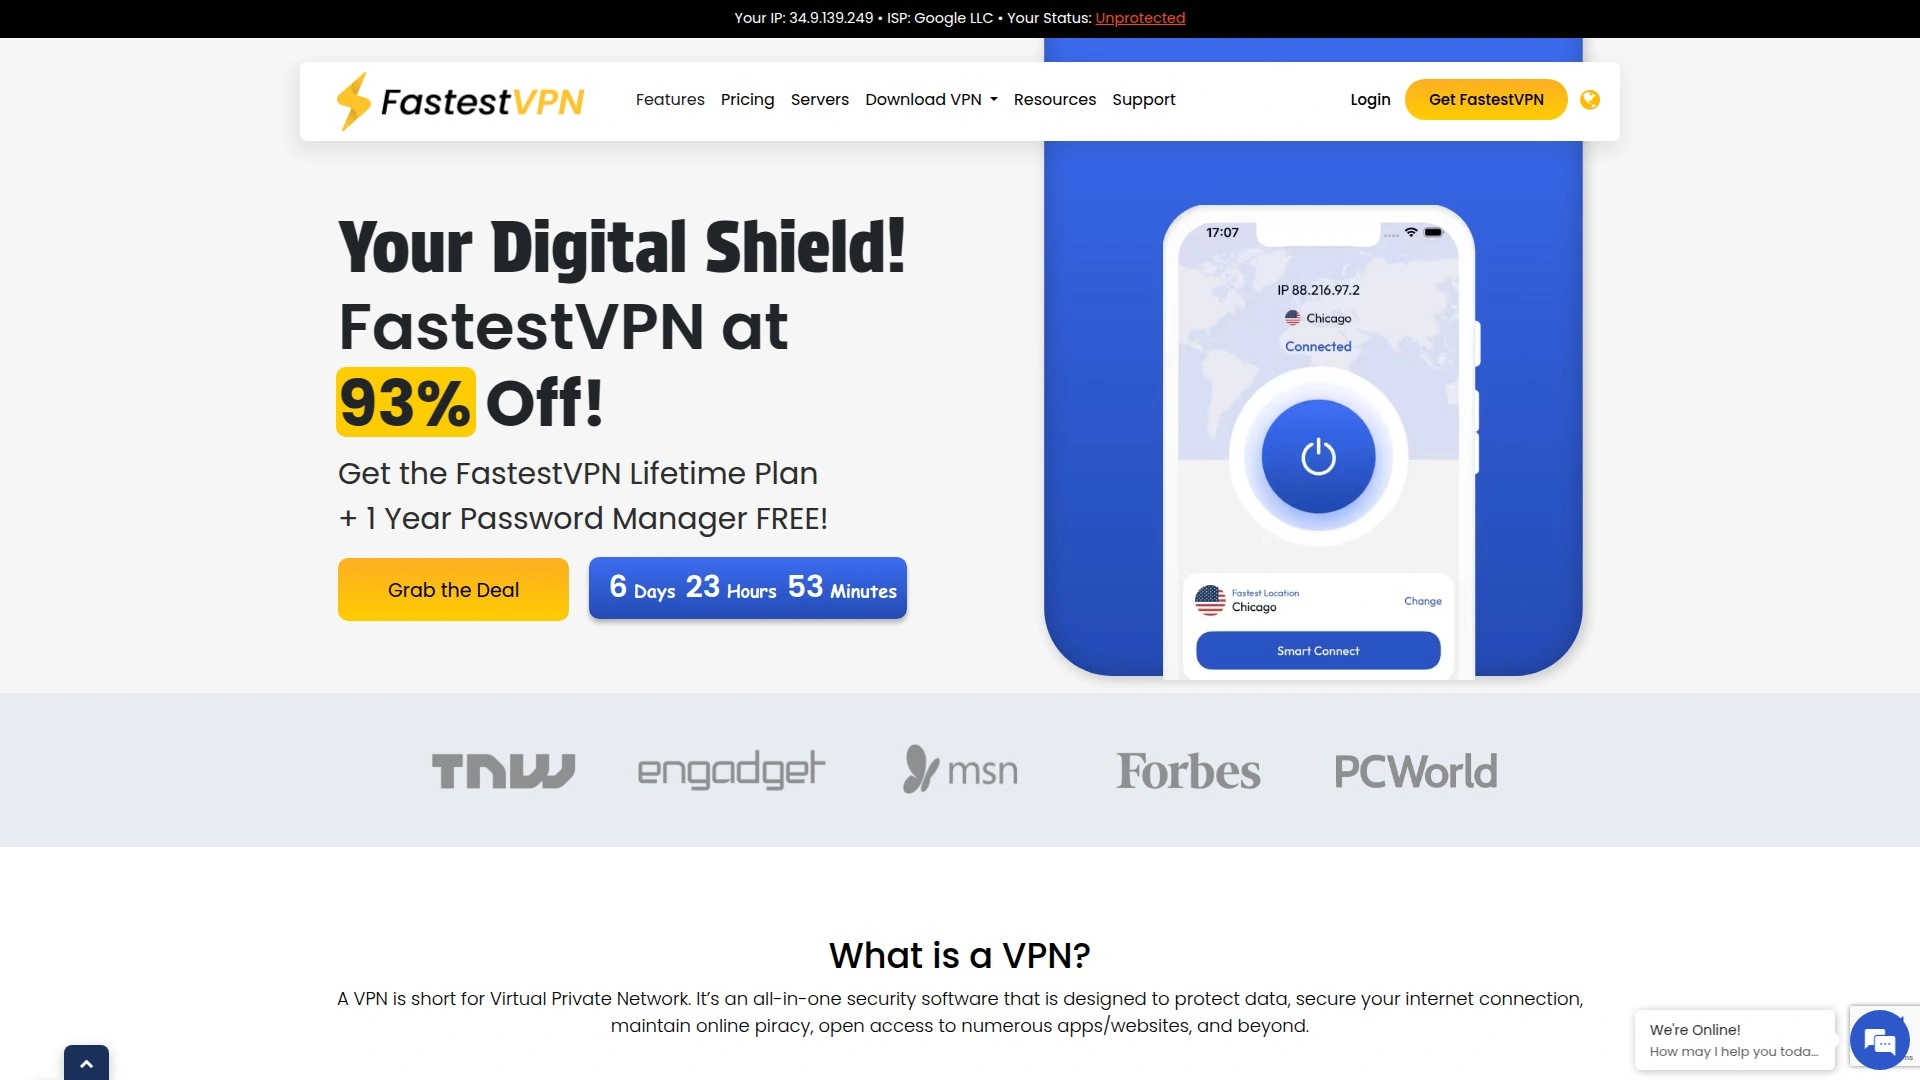 Your IP: 34.9.139.249 • ISP: Google LLC • Your Status: Unprotected
FastestVPN
Features Pricing Servers Download VPN Resources Support
Login Get FastestVPN
Your Digital Shield!
FastestVPN at
93% Off!
Get the FastestVPN Lifetime Plan
+ 1 Year Password Manager FREE!
Grab the Deal
6 Days 23 Hours 53 Minutes
17:07
IP 88.216.97.2
Chicago
Connected
Fastest Location
Chicago
Change
Smart Connect
TNW engadget msn Forbes PCWorld
What is a VPN?
A VPN is short for Virtual Private Network. It’s an all-in-one security software that is designed to protect data, secure your internet connection,
maintain online piracy, open access to numerous apps/websites, and beyond.
We're Online!
How may I help you toda...